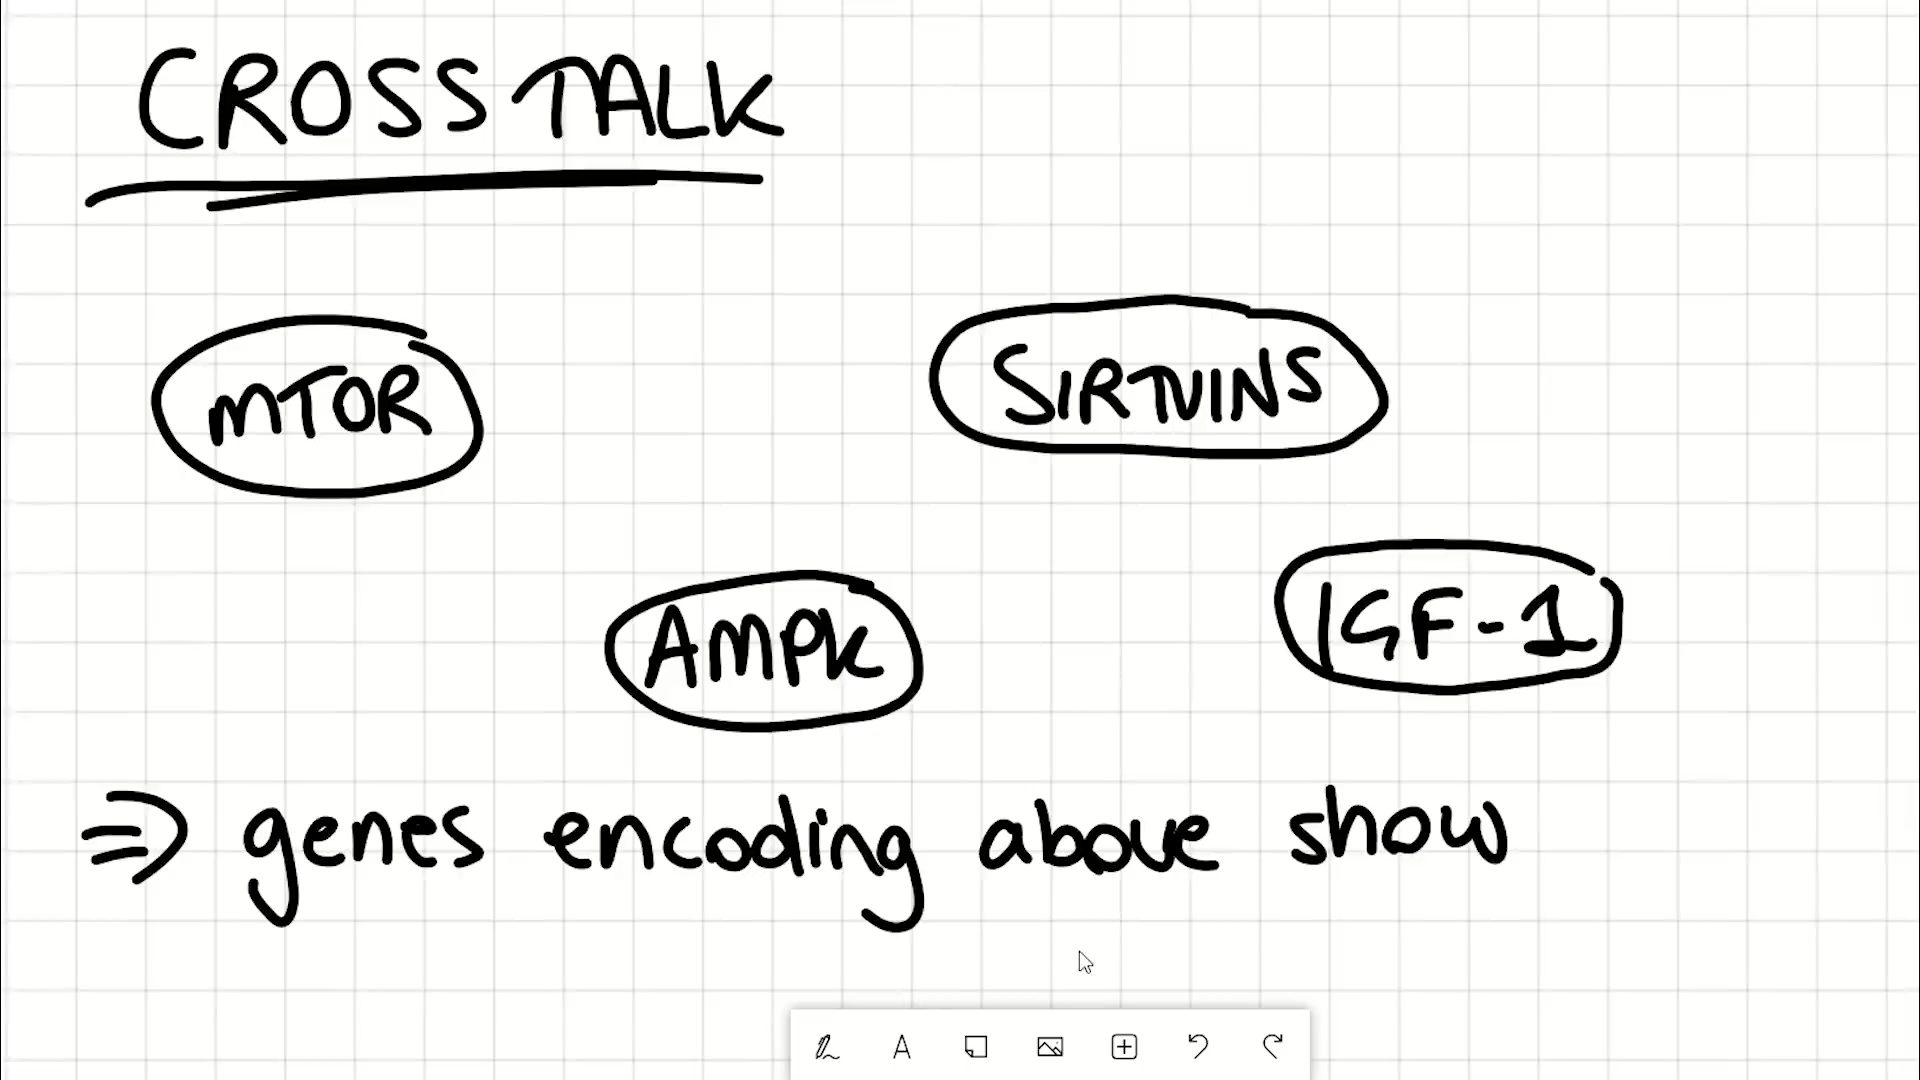 CROSSTALK
mTOR
SIRTUINS
AMPK
IGF-1
=> genes encoding above show
A